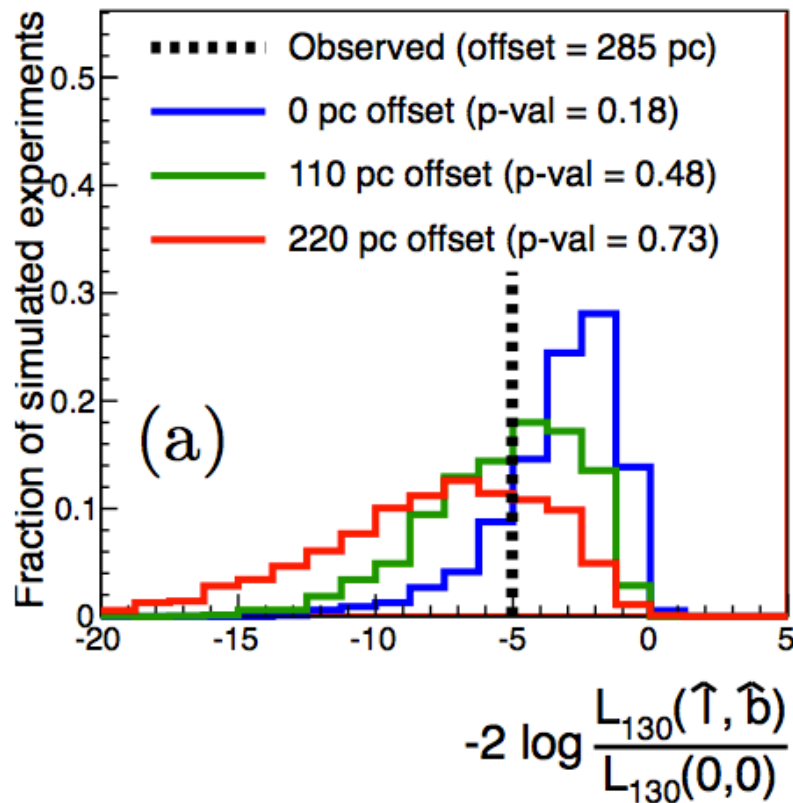 Fraction of simulated experiments
0.5
0.4
0.3
0.2
0.1
0
Observed (offset = 285 pc)
0 pc offset (p-val = 0.18)
110 pc offset (p-val = 0.48)
220 pc offset (p-val = 0.73)
(a)
-20 -15 -10 -5 0 5
-2 log L₁₃₀(l̂, b̂) / L₁₃₀(0,0)